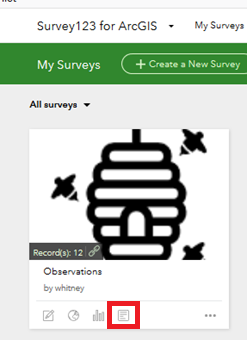 Survey123 for ArcGIS My Surveys
My Surveys + Create a New Survey
All surveys
Record(s): 12
Observations
by whitney